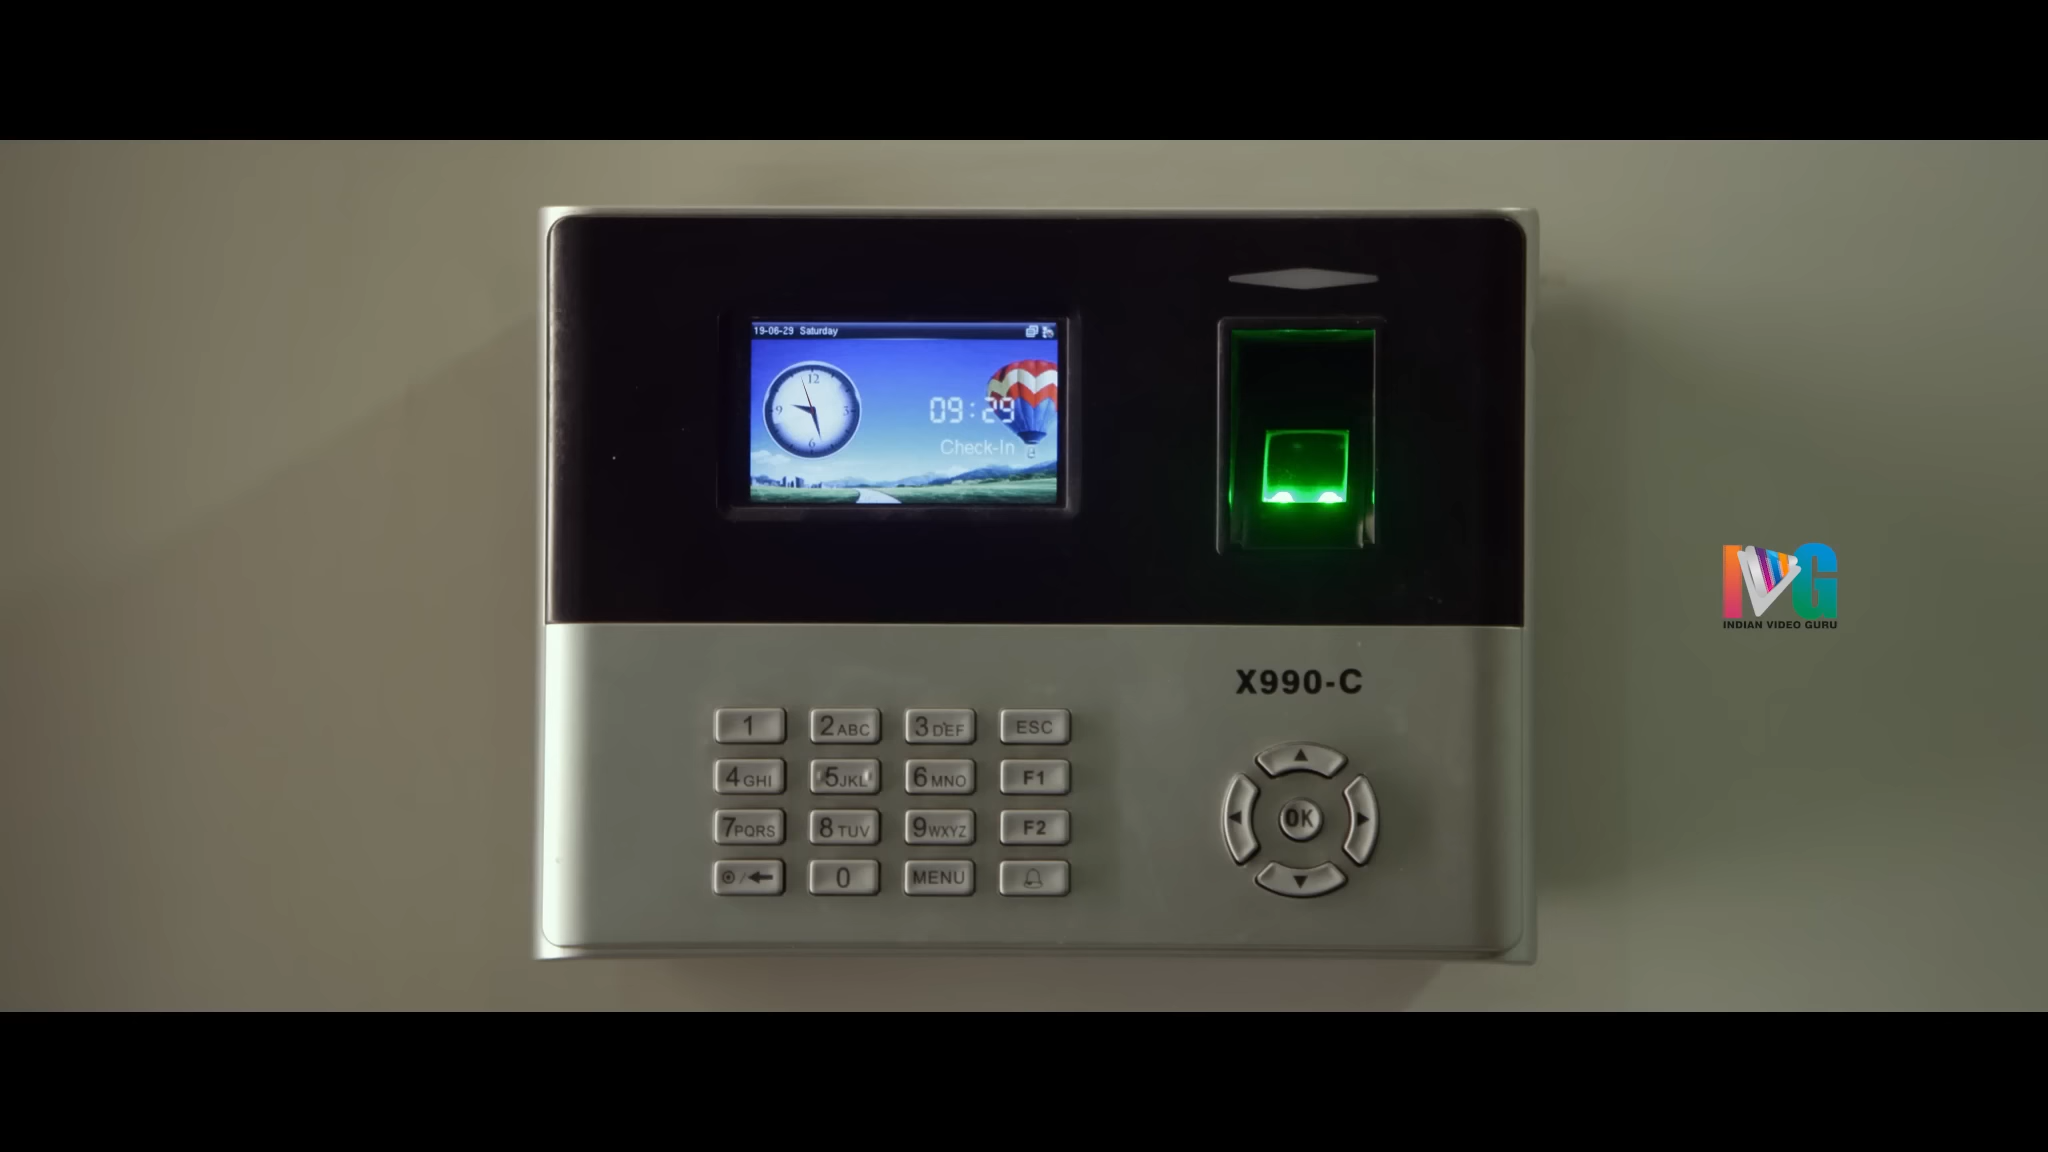 19-06-29 Saturday
12
9 3
6
09:29
Check-In
IVG
INDIAN VIDEO GURU
X990-C
1 2ABC 3DEF ESC
4GHI 5JKL 6MNO F1
7PQRS 8TUV 9WXYZ F2
0 MENU
OK